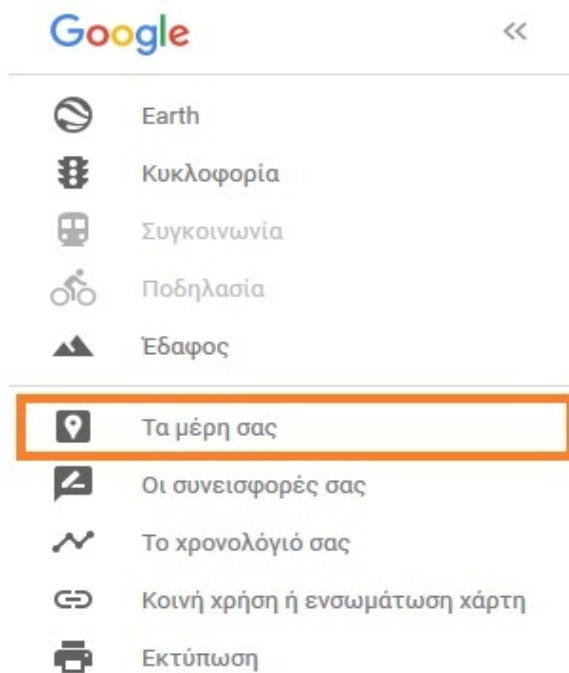 Google
Earth
Κυκλοφορία
Συγκοινωνία
Ποδηλασία
Έδαφος
Τα μέρη σας
Οι συνεισφορές σας
Το χρονολόγιό σας
Κοινή χρήση ή ενσωμάτωση χάρτη
Εκτύπωση